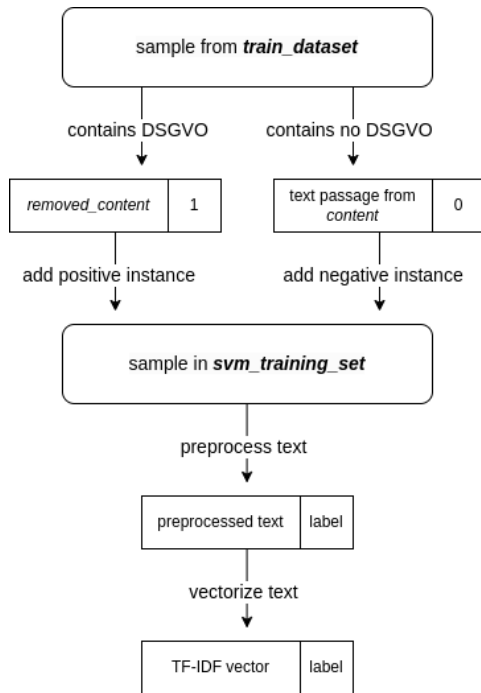 sample from train_dataset
contains DSGVO
contains no DSGVO
removed_content
1
text passage from
content
0
add positive instance
add negative instance
sample in svm_training_set
preprocess text
preprocessed text
label
vectorize text
TF-IDF vector
label